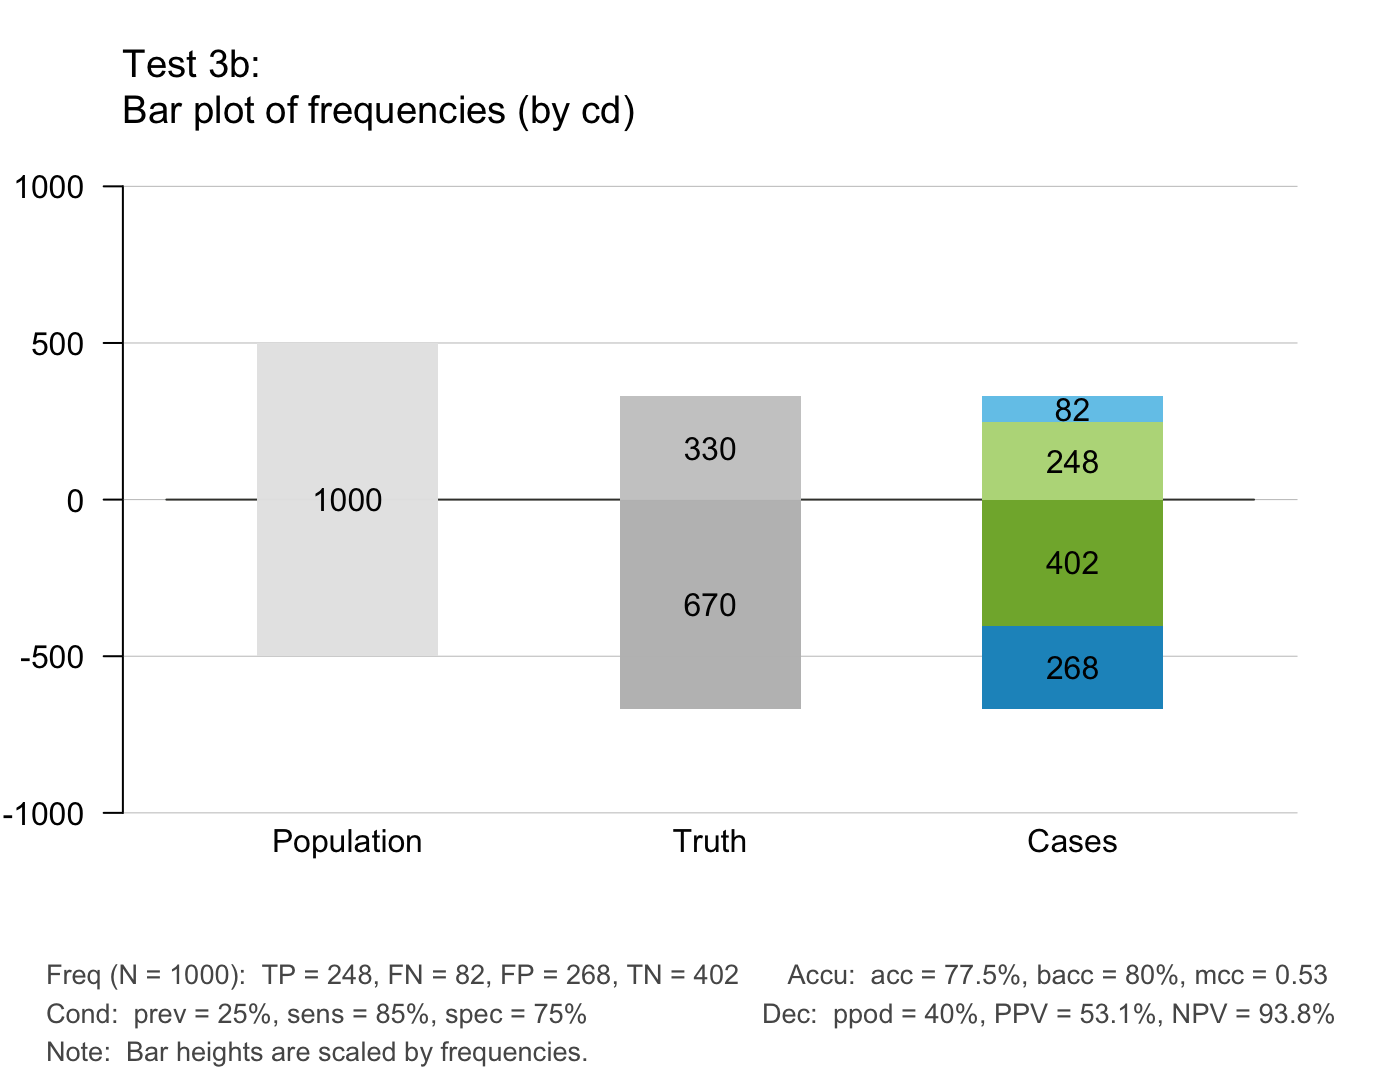 Test 3b:
Bar plot of frequencies (by cd)
1000
500
0
-500
-1000
1000
330
670
82
248
402
268
Population
Truth
Cases
Freq (N = 1000):  TP = 248, FN = 82, FP = 268, TN = 402
Accu:  acc = 77.5%, bacc = 80%, mcc = 0.53
Cond:  prev = 25%, sens = 85%, spec = 75%
Dec:  ppod = 40%, PPV = 53.1%, NPV = 93.8%
Note:  Bar heights are scaled by frequencies.